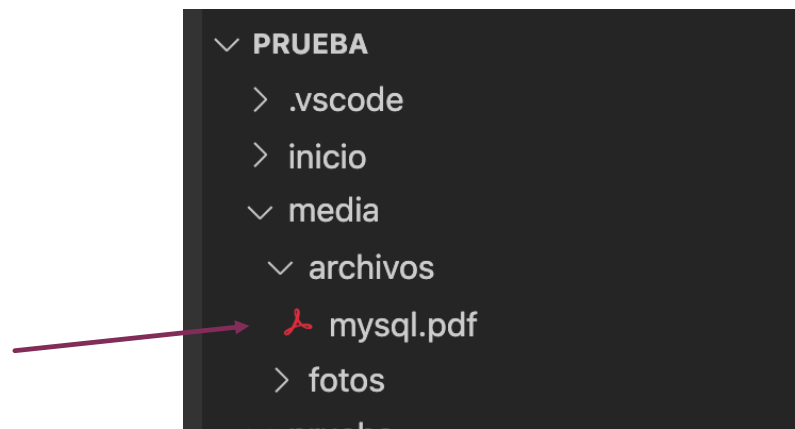 PRUEBA
.vscode
inicio
media
archivos
mysql.pdf
fotos